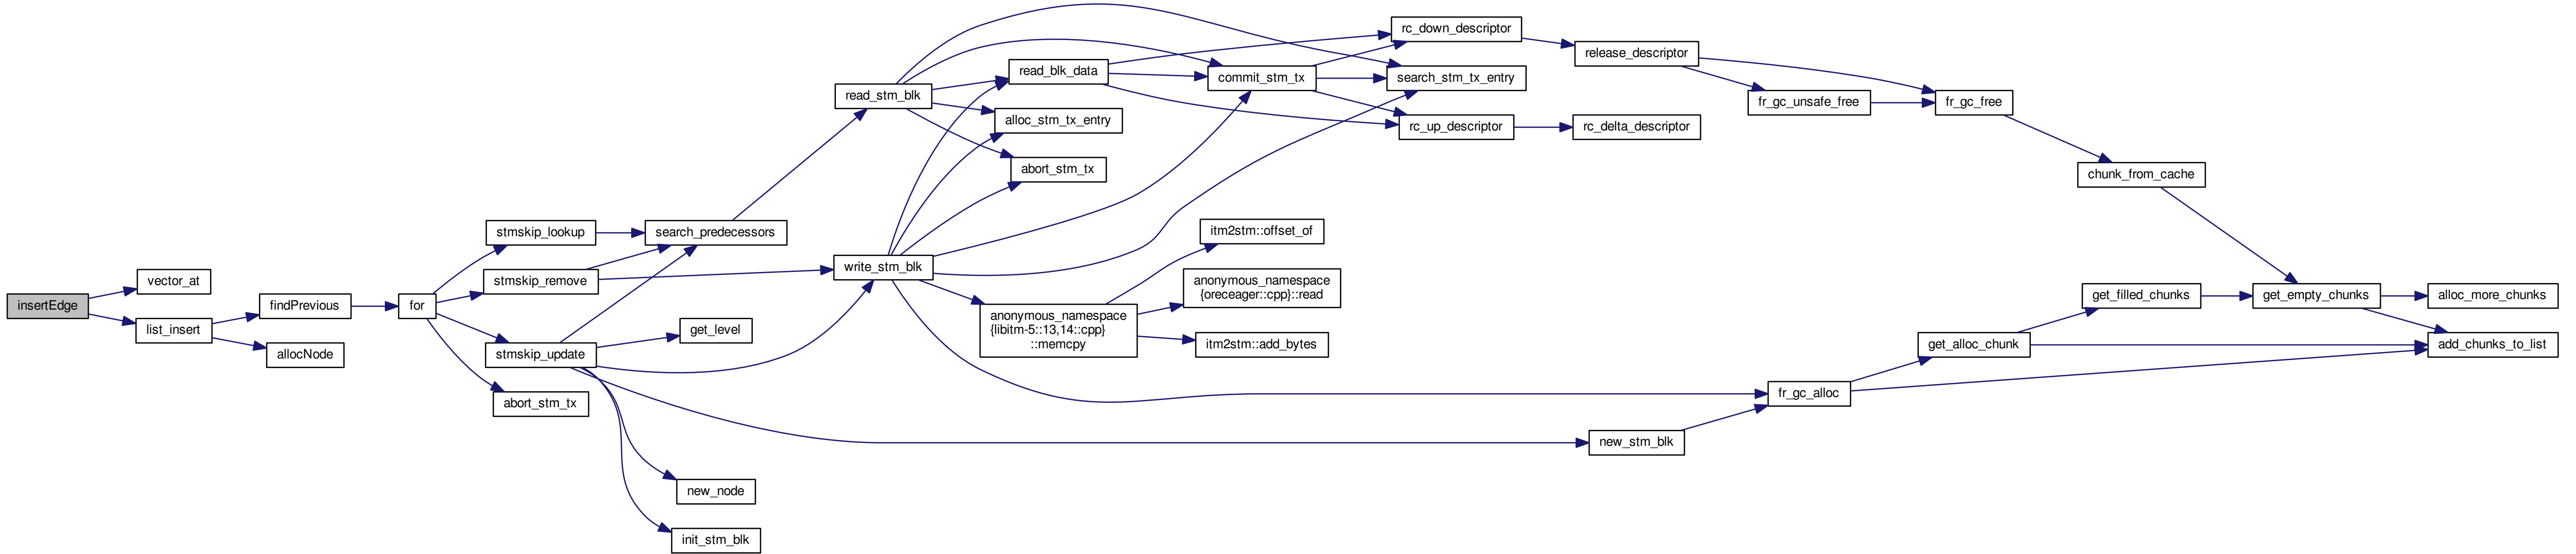 insertEdge
vector_at
list_insert
findPrevious
allocNode
for
stmskip_lookup
stmskip_remove
stmskip_update
abort_stm_tx
search_predecessors
get_level
new_node
init_stm_blk
read_stm_blk
write_stm_blk
read_blk_data
alloc_stm_tx_entry
abort_stm_tx
anonymous_namespace
{libitm-5::13,14::cpp}
::memcpy
commit_stm_tx
itm2stm::offset_of
anonymous_namespace
{oreceager::cpp}::read
itm2stm::add_bytes
rc_down_descriptor
search_stm_tx_entry
rc_up_descriptor
release_descriptor
rc_delta_descriptor
new_stm_blk
fr_gc_unsafe_free
fr_gc_alloc
fr_gc_free
get_alloc_chunk
chunk_from_cache
get_filled_chunks
get_empty_chunks
alloc_more_chunks
add_chunks_to_list